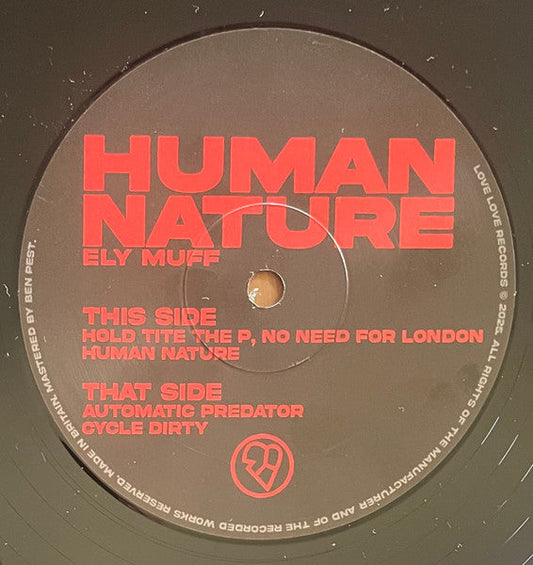 HUMAN
NATURE
ELY MUFF
THIS SIDE
HOLD TITE THE P, NO NEED FOR LONDON
HUMAN NATURE
THAT SIDE
AUTOMATIC PREDATOR
CYCLE DIRTY
LOVE LOVE RECORDS © 2025. ALL RIGHTS OF THE MANUFACTURER AND OF THE RECORDED WORKS RESERVED. MADE IN BRITAIN. MASTERED BY BEN PEST.